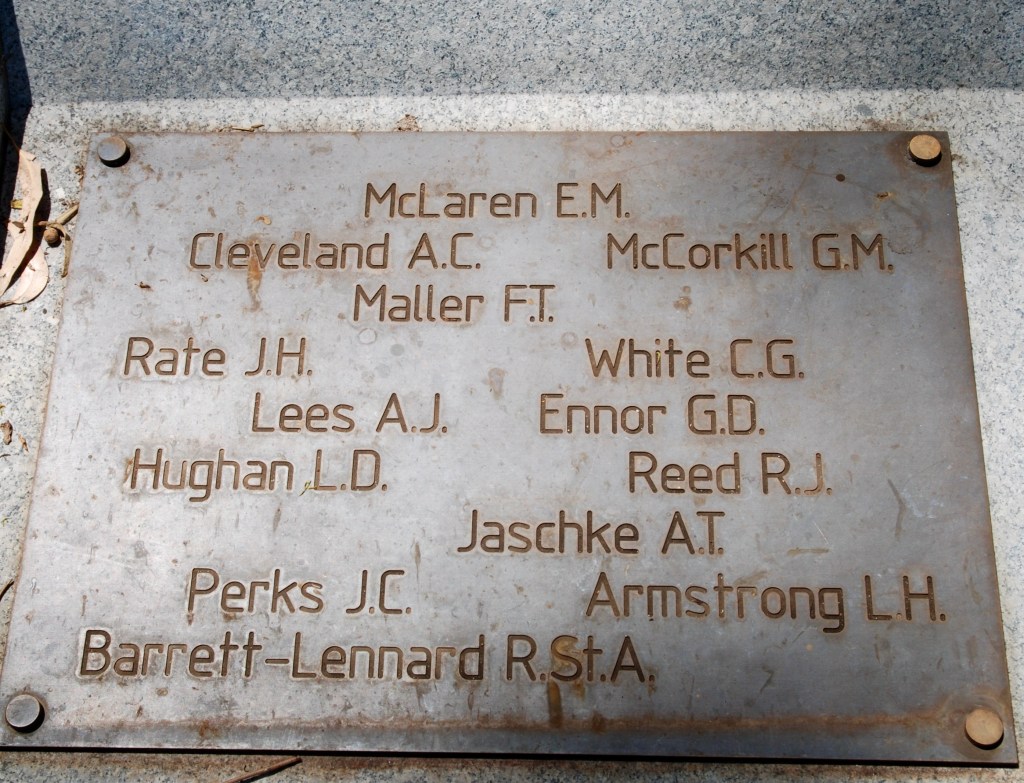 McLaren E.M.
Cleveland A.C. McCorkill G.M.
Maller F.T.
Rate J.H. White C.G.
Lees A.J. Ennor G.D.
Hughan L.D. Reed R.J.
Jaschke A.T.
Perks J.C. Armstrong L.H.
Barrett-Lennard R.St.A.